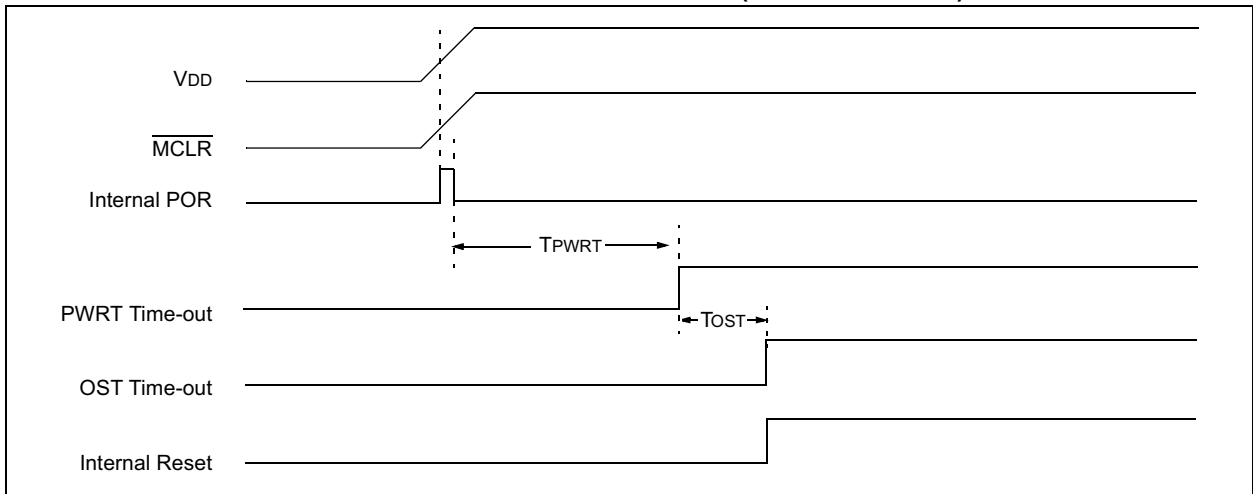 VDD
MCLR
Internal POR
TPWRT
PWRT Time-out
TOST
OST Time-out
Internal Reset